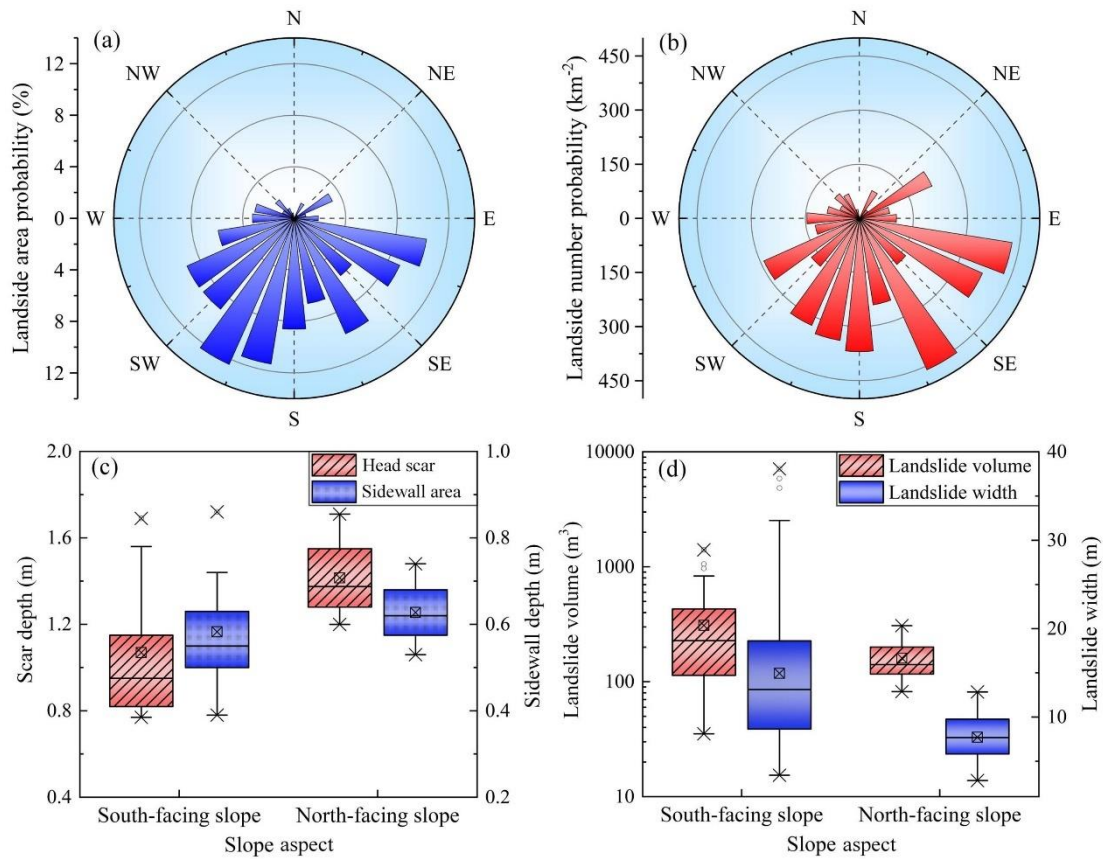 (a)
N
NE
E
SE
S
SW
W
NW
Landside area probability (%)
12
8
4
0
4
8
12
(b)
N
NE
E
SE
S
SW
W
NW
Landside number probability (km⁻²)
450
300
150
0
150
300
450
(c)
Head scar
Sidewall area
Scar depth (m)
2.0
1.6
1.2
0.8
0.4
Sidewall depth (m)
1.0
0.8
0.6
0.4
0.2
South-facing slope
North-facing slope
Slope aspect
(d)
Landslide volume
Landslide width
Landslide volume (m³)
10000
1000
100
10
Landslide width (m)
40
30
20
10
South-facing slope
North-facing slope
Slope aspect